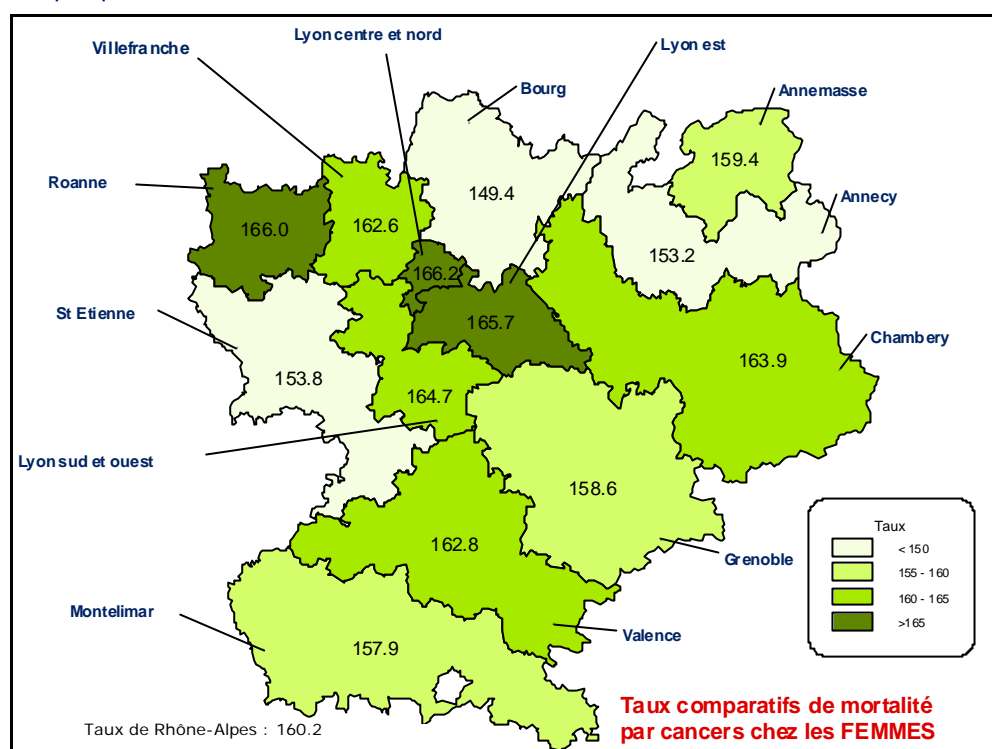 Lyon centre et nord
Villefranche
Lyon est
Bourg
Annemasse
159.4
Roanne
149.4
Annecy
166.0
162.6
153.2
166.2
St Etienne
165.7
Chambery
163.9
153.8
164.7
Lyon sud et ouest
158.6
Taux
< 150
155 - 160
160 - 165
>165
162.8
Grenoble
Montelimar
Valence
157.9
Taux comparatifs de mortalité
par cancers chez les FEMMES
Taux de Rhône-Alpes : 160.2